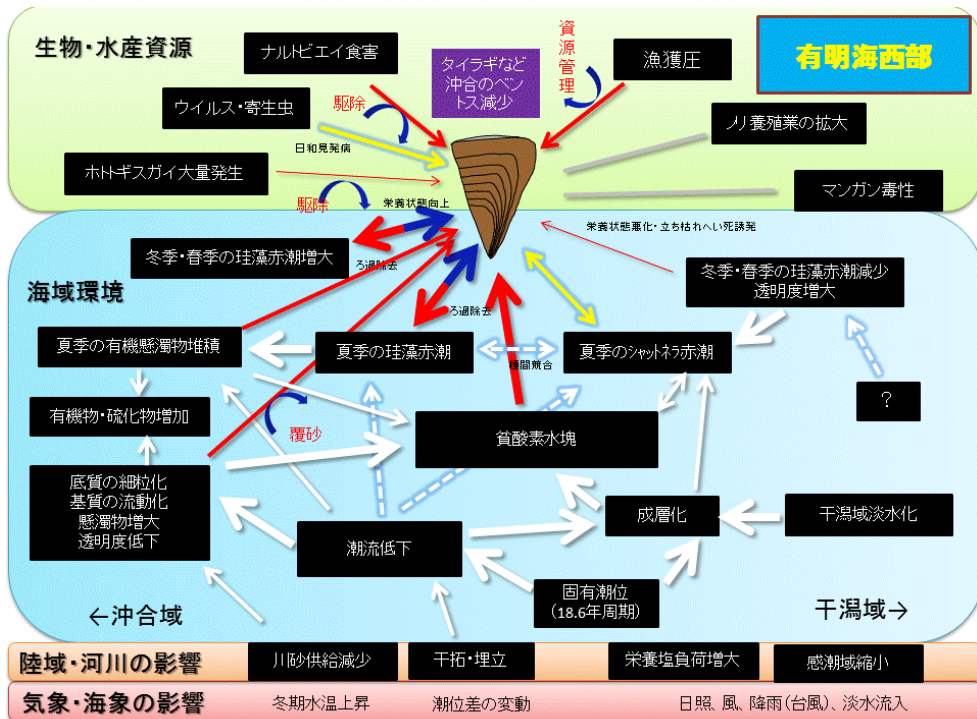 生物・水産資源
ナルトビエイ食害
タイラギなど
沖合のベン
トス減少
資源管理
漁獲圧
有明海西部
ウイルス・寄生虫
駆除
日和見発病
ノリ養殖業の拡大
ホトトギスガイ大量発生
マンガン毒性
駆除
栄養状態向上
栄養状態悪化・立ち枯れへい死誘発
冬季・春季の珪藻赤潮増大
ろ過除去
冬季・春季の珪藻赤潮減少
透明度増大
海域環境
ろ過除去
夏季の有機懸濁物堆積
夏季の珪藻赤潮
種間競合
夏季のシャットネラ赤潮
有機物・硫化物増加
?
覆砂
貧酸素水塊
底質の細粒化
基質の流動化
懸濁物増大
透明度低下
潮流低下
成層化
干潟域淡水化
固有潮位
(18.6年周期)
←沖合域
干潟域→
陸域・河川の影響
川砂供給減少
干拓・埋立
栄養塩負荷増大
感潮域縮小
気象・海象の影響
冬期水温上昇
潮位差の変動
日照、風、降雨(台風)、淡水流入